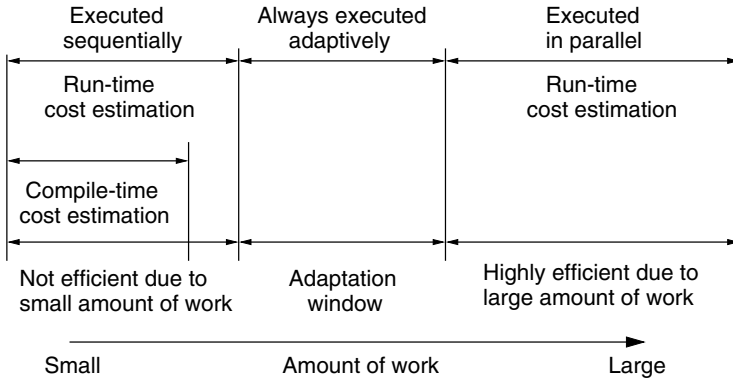 Executed
sequentially
Always executed
adaptively
Executed
in parallel
Run-time
cost estimation
Run-time
cost estimation
Compile-time
cost estimation
Not efficient due to
small amount of work
Adaptation
window
Highly efficient due to
large amount of work
Small
Amount of work
Large